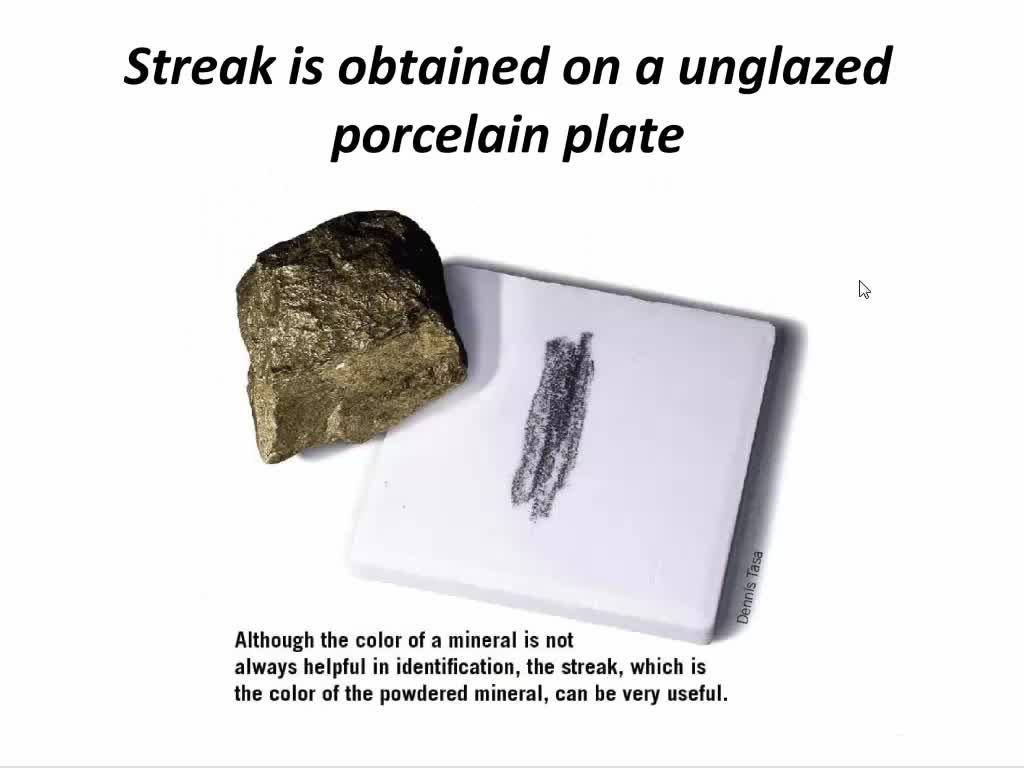 Streak is obtained on a unglazed
porcelain plate
Dennis Tasa
Although the color of a mineral is not
always helpful in identification, the streak, which is
the color of the powdered mineral, can be very useful.